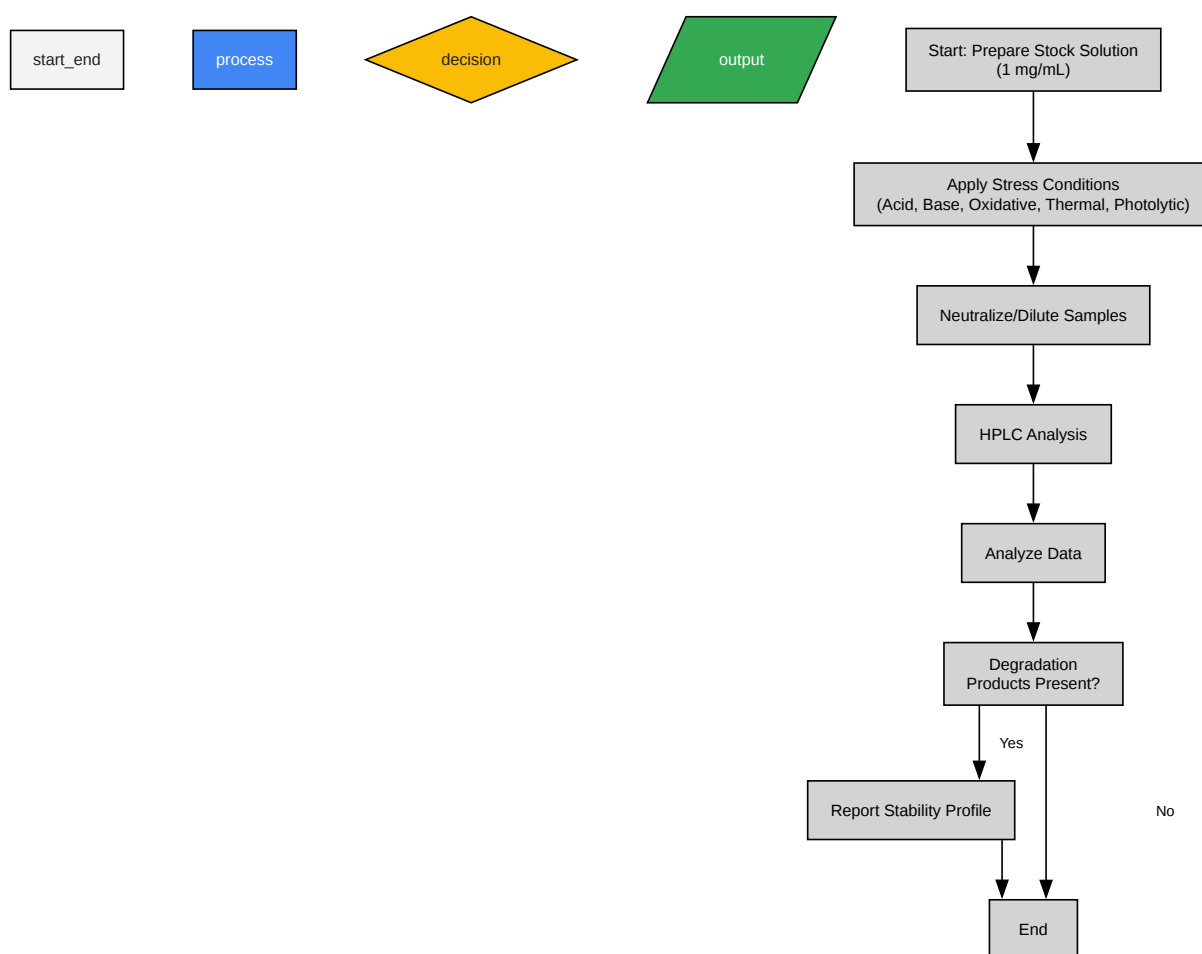 start_end
process
decision
output
Start: Prepare Stock Solution
(1 mg/mL)
Apply Stress Conditions
(Acid, Base, Oxidative, Thermal, Photolytic)
Neutralize/Dilute Samples
HPLC Analysis
Analyze Data
Degradation
Products Present?
Yes
Report Stability Profile
No
End